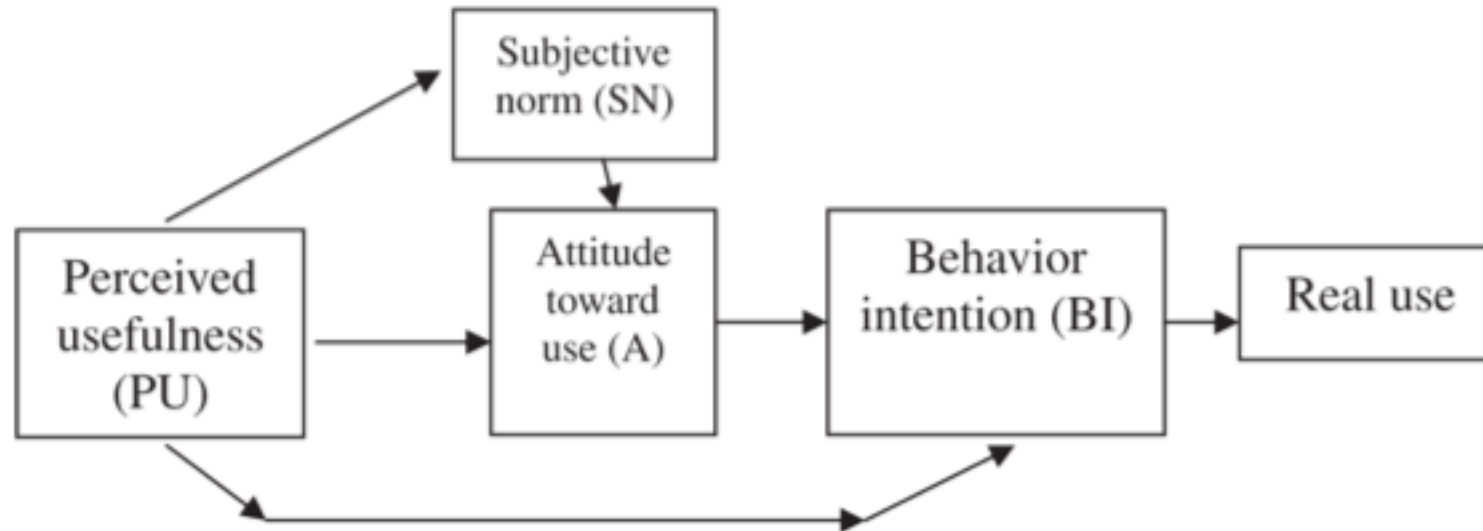 Subjective
norm (SN)
Perceived
usefulness
(PU)
Attitude
toward
use (A)
Behavior
intention (BI)
Real use